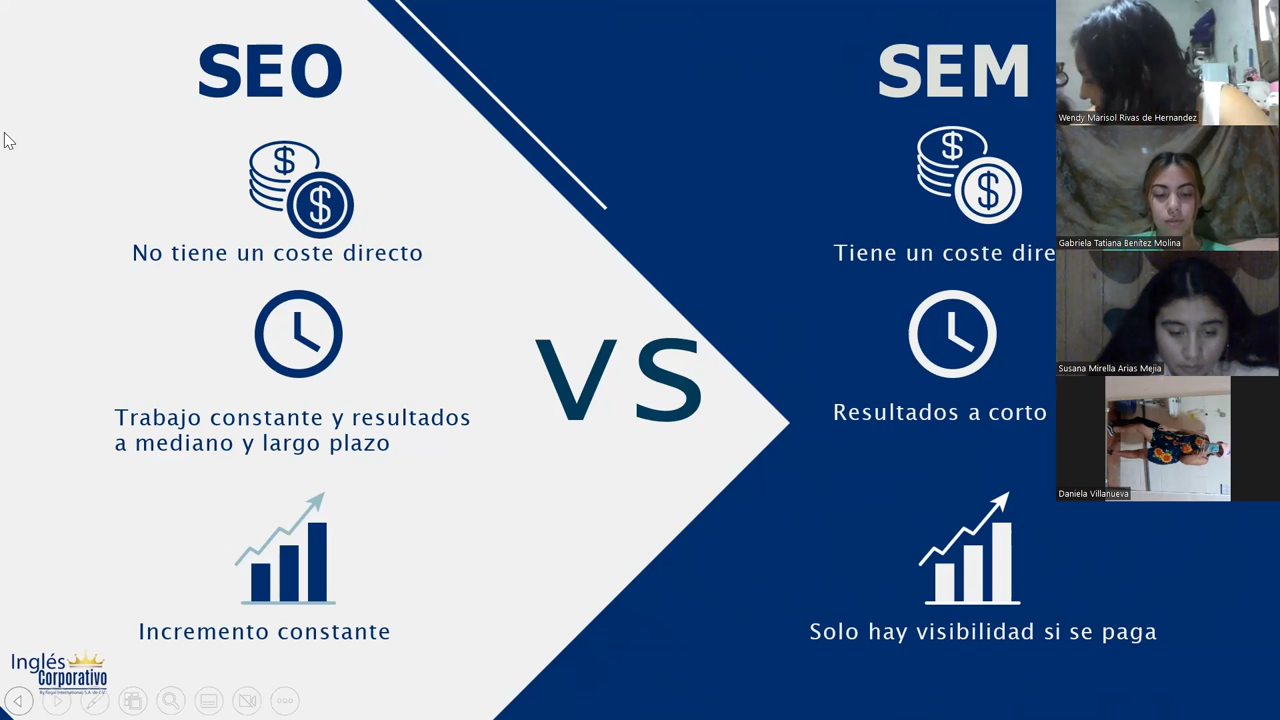 SEO
No tiene un coste directo
Trabajo constante y resultados
a mediano y largo plazo
Incremento constante
VS
SEM
Tiene un coste dire
Resultados a corto
Solo hay visibilidad si se paga
Wendy Marisol Rivas de Hernandez
Gabriela Tatiana Benítez Molina
Susana Mirella Arias Mejia
Daniela Villanueva
Inglés
Corporativo